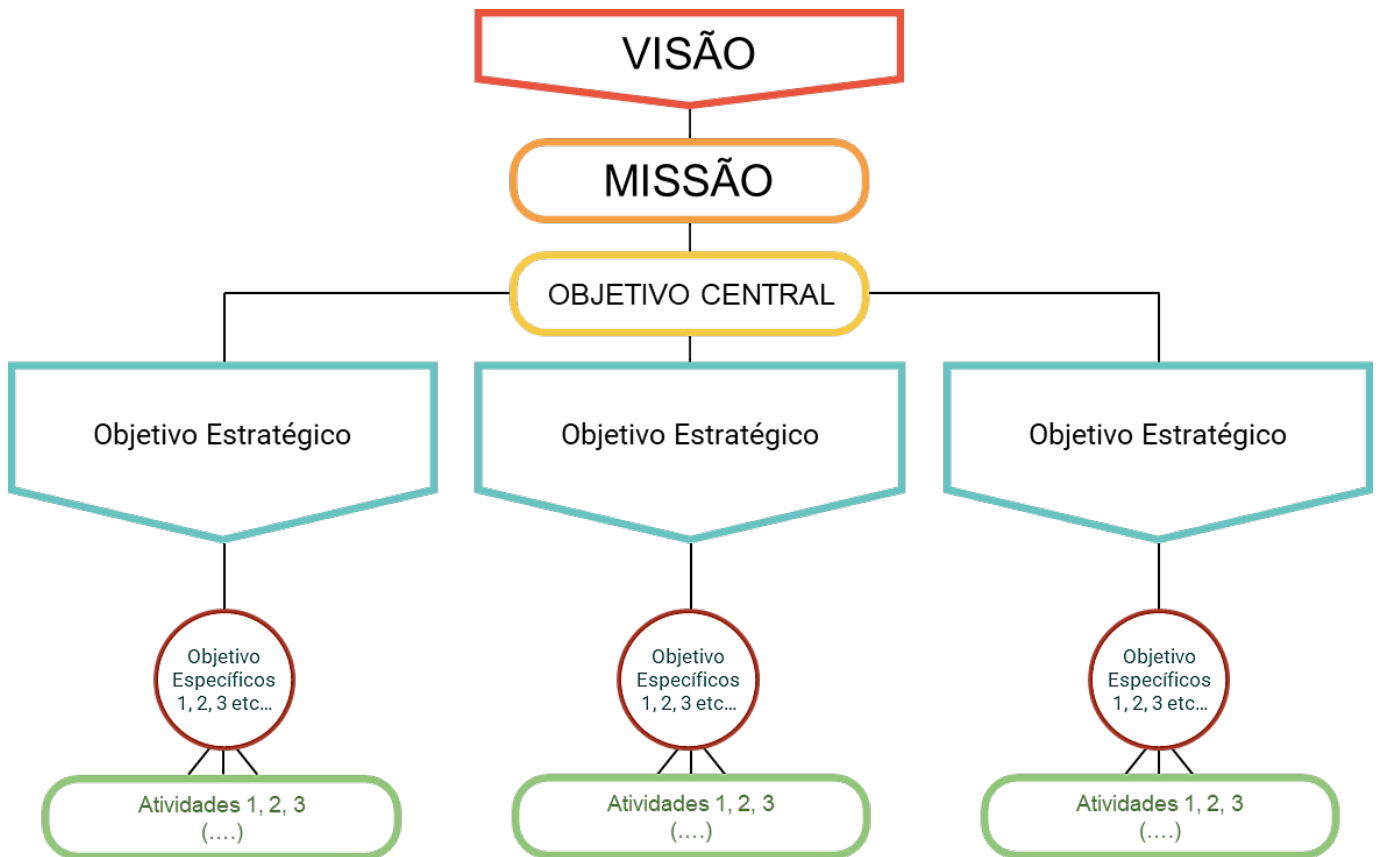 VISÃO
MISSÃO
OBJETIVO CENTRAL
Objetivo Estratégico
Objetivo Estratégico
Objetivo Estratégico
Objetivo
Específicos
1, 2, 3 etc...
Objetivo
Específicos
1, 2, 3 etc...
Objetivo
Específicos
1, 2, 3 etc...
Atividades 1, 2, 3
(....)
Atividades 1, 2, 3
(....)
Atividades 1, 2, 3
(....)